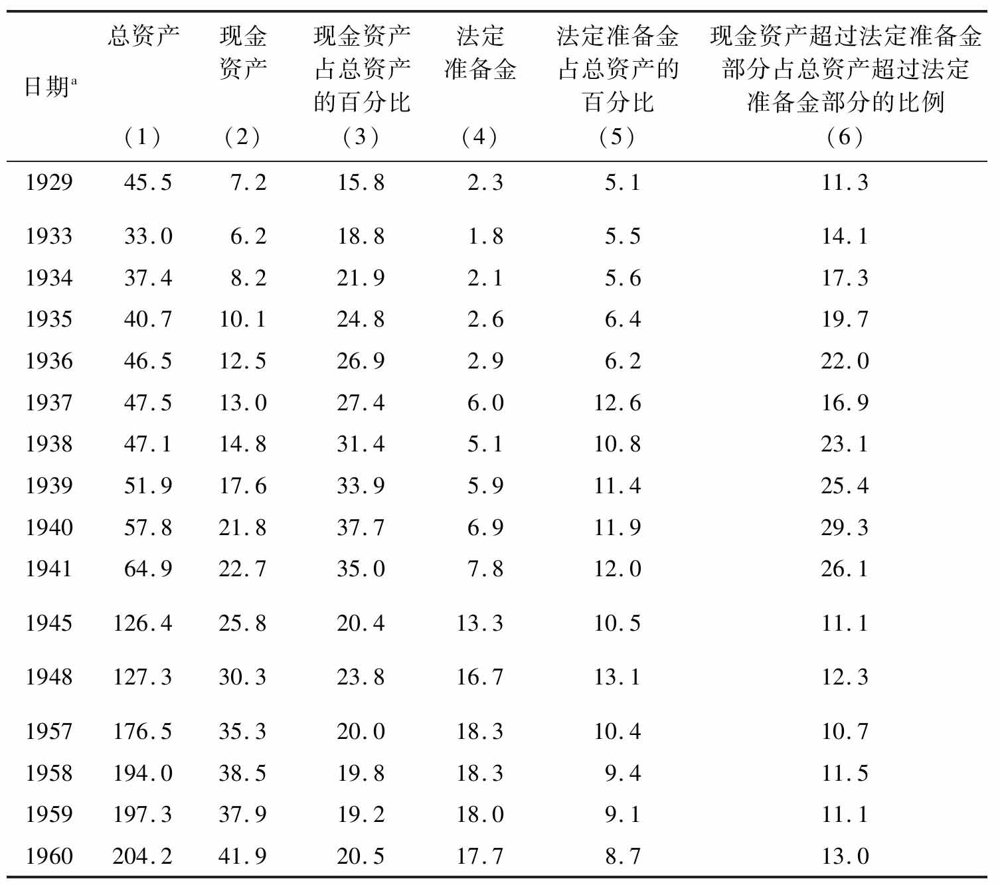 总资产 现金 现金资产 法定 法定准备金 现金资产超过法定准备金
资产 占总资产 准备金 占总资产的 部分占总资产超过法定
日期a 的百分比 百分比 准备金部分的比例
(1) (2) (3) (4) (5) (6)
1929 45.5 7.2 15.8 2.3 5.1 11.3
1933 33.0 6.2 18.8 1.8 5.5 14.1
1934 37.4 8.2 21.9 2.1 5.6 17.3
1935 40.7 10.1 24.8 2.6 6.4 19.7
1936 46.5 12.5 26.9 2.9 6.2 22.0
1937 47.5 13.0 27.4 6.0 12.6 16.9
1938 47.1 14.8 31.4 5.1 10.8 23.1
1939 51.9 17.6 33.9 5.9 11.4 25.4
1940 57.8 21.8 37.7 6.9 11.9 29.3
1941 64.9 22.7 35.0 7.8 12.0 26.1
1945 126.4 25.8 20.4 13.3 10.5 11.1
1948 127.3 30.3 23.8 16.7 13.1 12.3
1957 176.5 35.3 20.0 18.3 10.4 10.7
1958 194.0 38.5 19.8 18.3 9.4 11.5
1959 197.3 37.9 19.2 18.0 9.1 11.1
1960 204.2 41.9 20.5 17.7 8.7 13.0